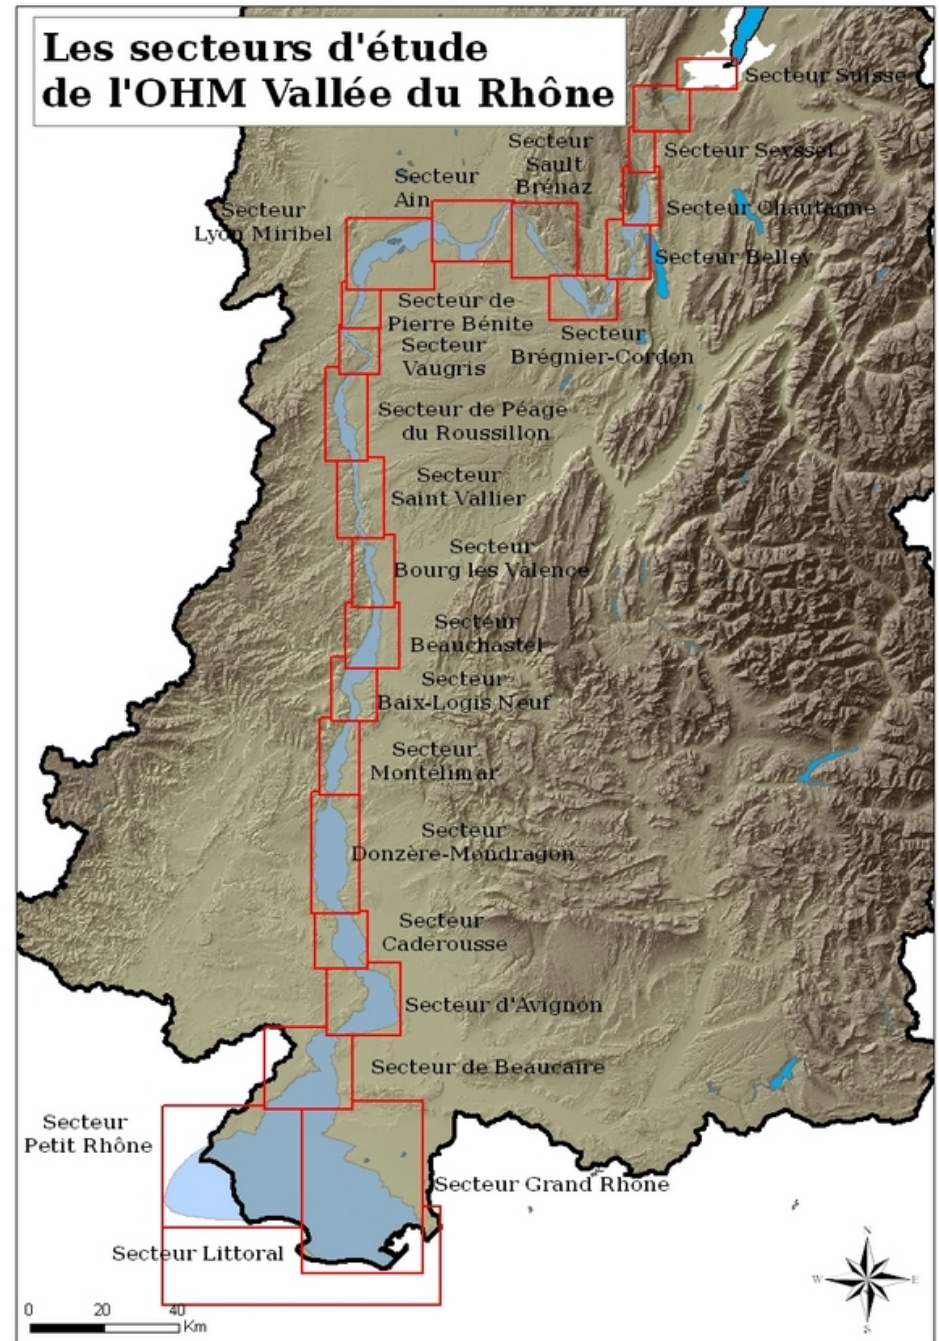 Les secteurs d'étude
de l'OHM Vallée du Rhône
Secteur Suisse
Secteur Seyssel
Secteur
Sault
Brénaz
Secteur
Ain
Secteur Chautagne
Secteur
Lyon Miribel
Secteur Belley
Secteur de
Pierre Bénite
Secteur
Brégnier-Cordon
Secteur
Vaugris
Secteur de Péage
du Roussillon
Secteur
Saint Vallier
Secteur
Bourg les Valence
Secteur
Beauchastel
Secteur
Baix-Logis Neuf
Secteur
Montélimar
Secteur
Donzère-Mondragon
Secteur
Caderousse
Secteur d'Avignon
Secteur de Beaucaire
Secteur
Petit Rhône
Secteur Grand Rhône
Secteur Littoral
N
W
E
S
0 20 40
Km